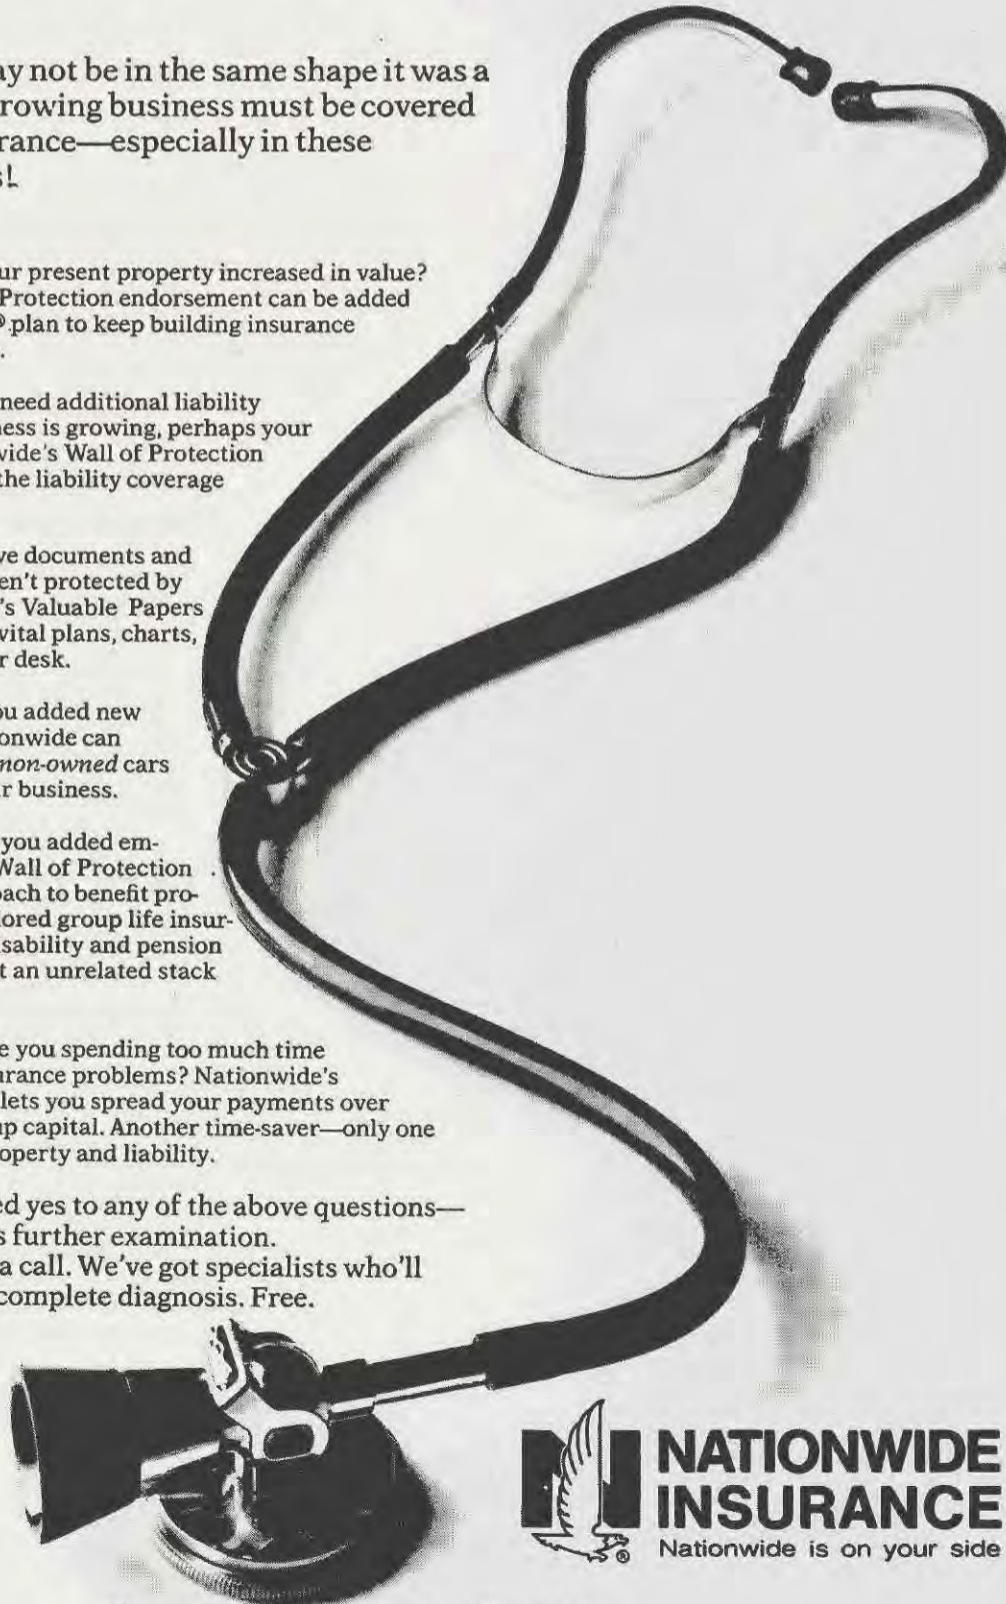 ay not be in the same shape it was a
rowing business must be covered
rance—especially in these
s!
ur present property increased in value?
Protection endorsement can be added
® plan to keep building insurance
.
need additional liability
ness is growing, perhaps your
vide's Wall of Protection
the liability coverage
ve documents and
en't protected by
's Valuable Papers
vital plans, charts,
r desk.
ou added new
onwide can
non-owned cars
r business.
you added em-
Wall of Protection
oach to benefit pro-
lored group life insur-
isability and pension
t an unrelated stack
e you spending too much time
urance problems? Nationwide's
lets you spread your payments over
up capital. Another time-saver—only one
operty and liability.
ed yes to any of the above questions—
s further examination.
a call. We've got specialists who'll
complete diagnosis. Free.
N
NATIONWIDE
INSURANCE
Nationwide is on your side
®